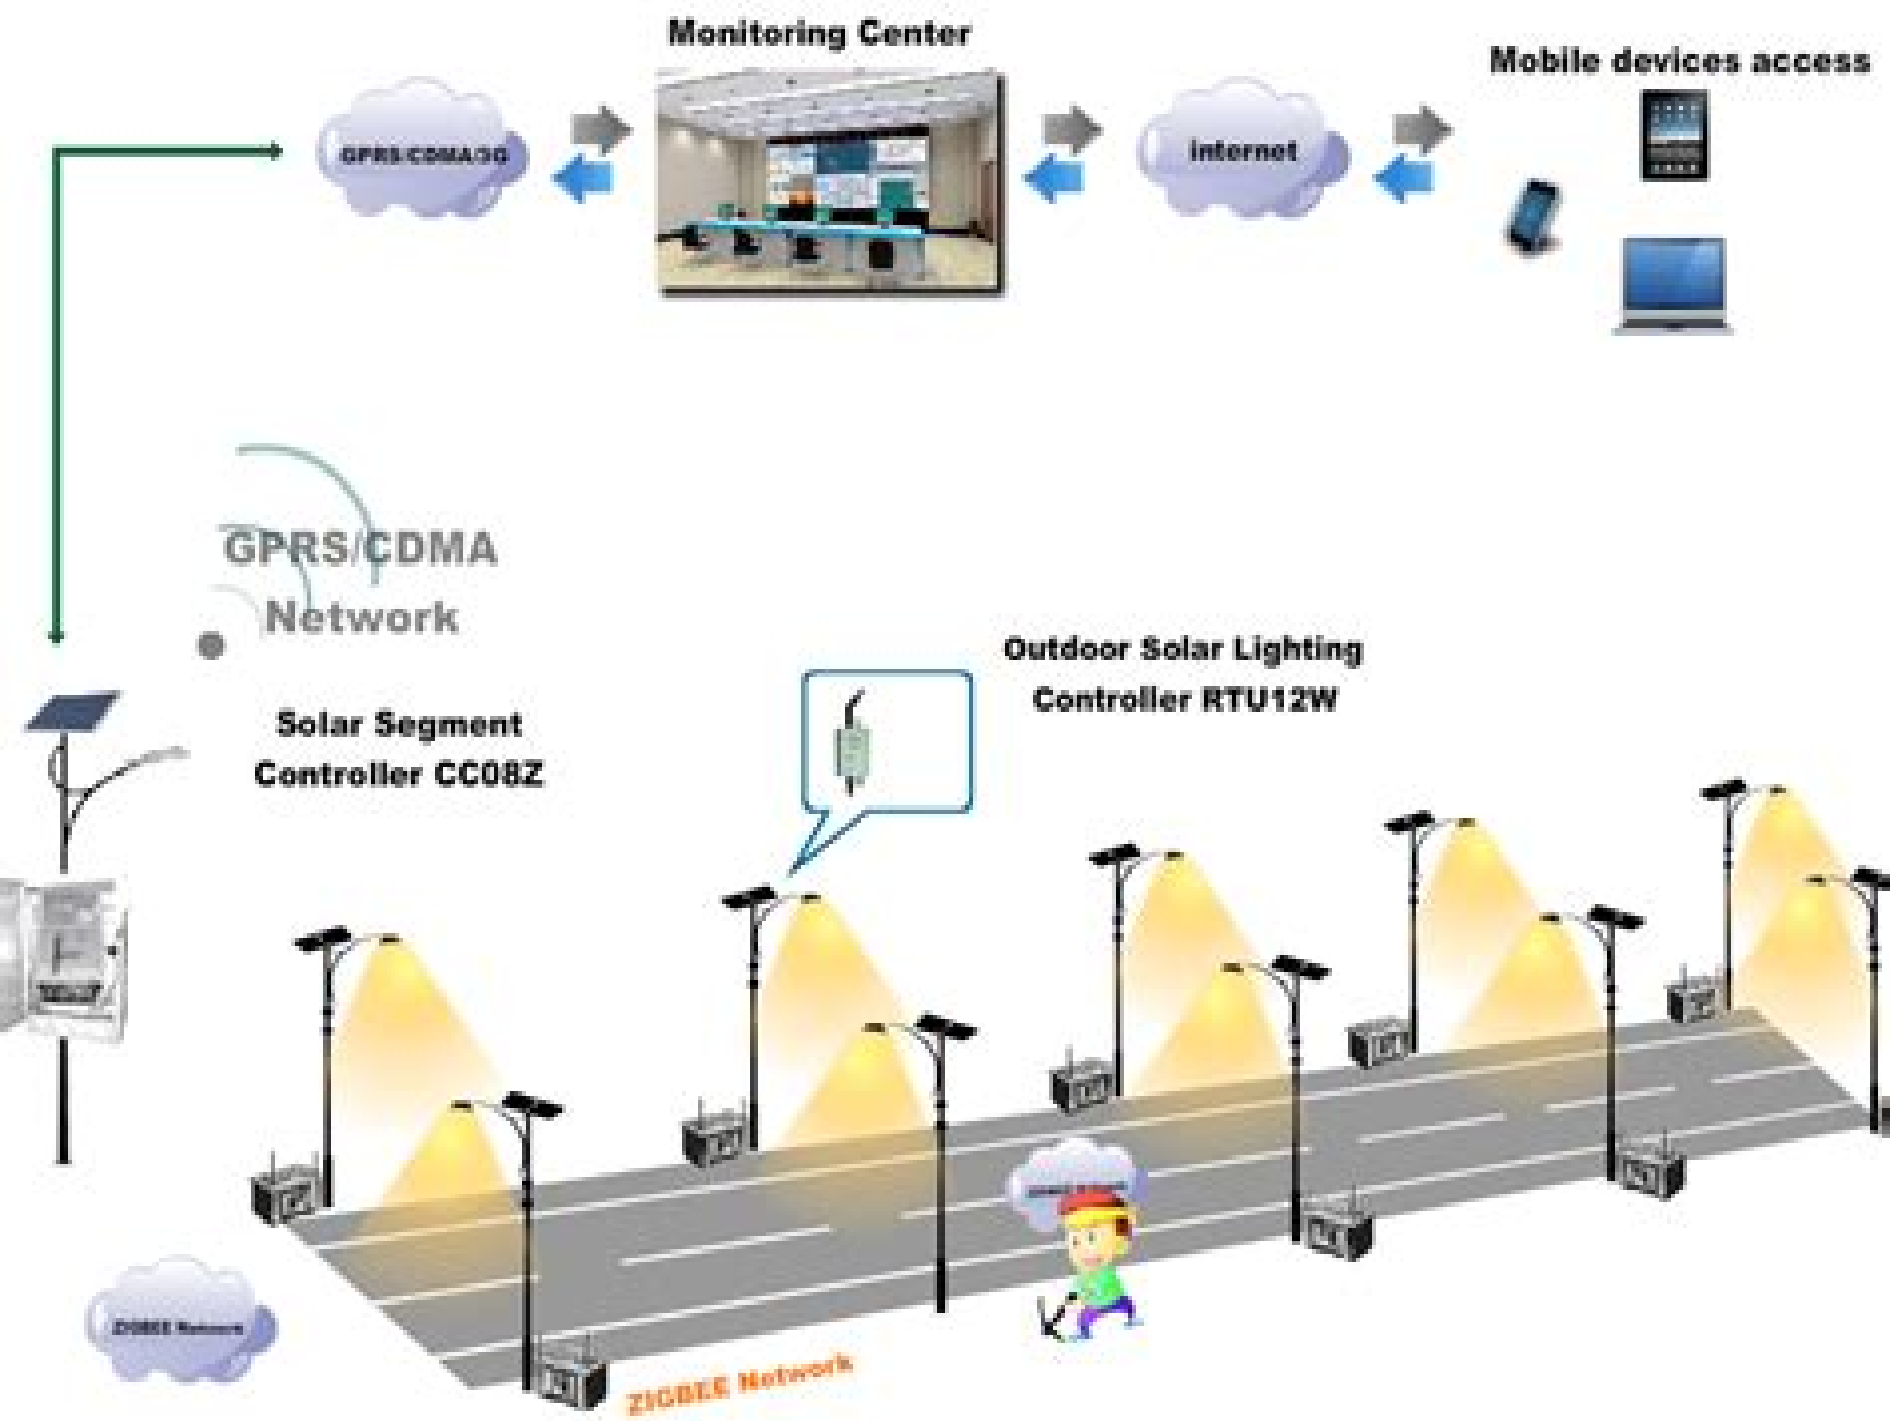 Monitoring Center
Mobile devices access
GPRS/CDMA/3G
internet
GPRS/CDMA
Network
Outdoor Solar Lighting
Controller RTU12W
Solar Segment
Controller CC08Z
ZIGBEE Network
ZIGBEE Network